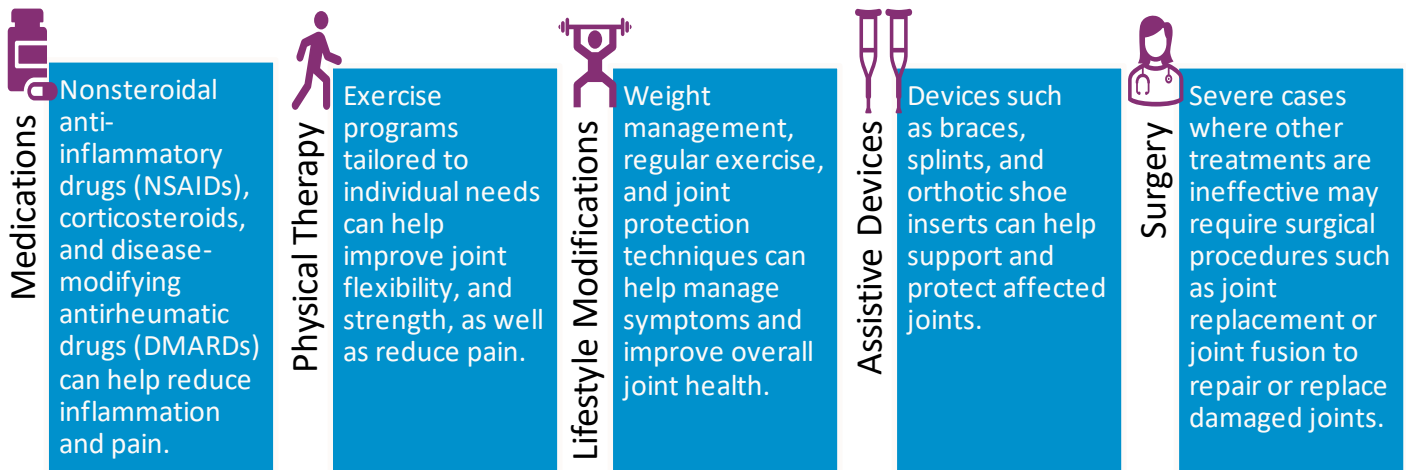 Medications
Nonsteroidal
anti-
inflammatory
drugs (NSAIDs),
corticosteroids,
and disease-
modifying
antirheumatic
drugs (DMARDs)
can help reduce
inflammation
and pain.
Physical Therapy
Exercise
programs
tailored to
individual needs
can help
improve joint
flexibility, and
strength, as well
as reduce pain.
Lifestyle Modifications
Weight
management,
regular exercise,
and joint
protection
techniques can
help manage
symptoms and
improve overall
joint health.
Assistive Devices
Devices such
as braces,
splints, and
orthotic shoe
inserts can help
support and
protect affected
joints.
Surgery
Severe cases
where other
treatments are
ineffective may
require surgical
procedures such
as joint
replacement or
joint fusion to
repair or replace
damaged joints.